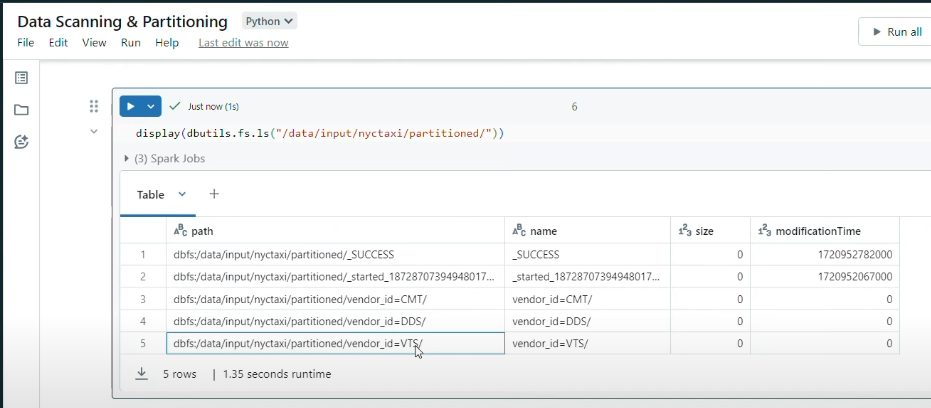 Data Scanning & Partitioning Python
File Edit View Run Help Last edit was now
Run all
Just now (1s)
6
display(dbutils.fs.ls("/data/input/nyctaxi/partitioned/"))
(3) Spark Jobs
Table +
ABC path ABC name 123 size 123 modificationTime
1 dbfs:/data/input/nyctaxi/partitioned/_SUCCESS _SUCCESS 0 1720952782000
2 dbfs:/data/input/nyctaxi/partitioned/_started_18728707394948017... _started_18728707394948017660... 0 1720952067000
3 dbfs:/data/input/nyctaxi/partitioned/vendor_id=CMT/ vendor_id=CMT/ 0 0
4 dbfs:/data/input/nyctaxi/partitioned/vendor_id=DDS/ vendor_id=DDS/ 0 0
5 dbfs:/data/input/nyctaxi/partitioned/vendor_id=VTS/ vendor_id=VTS/ 0 0
5 rows | 1.35 seconds runtime